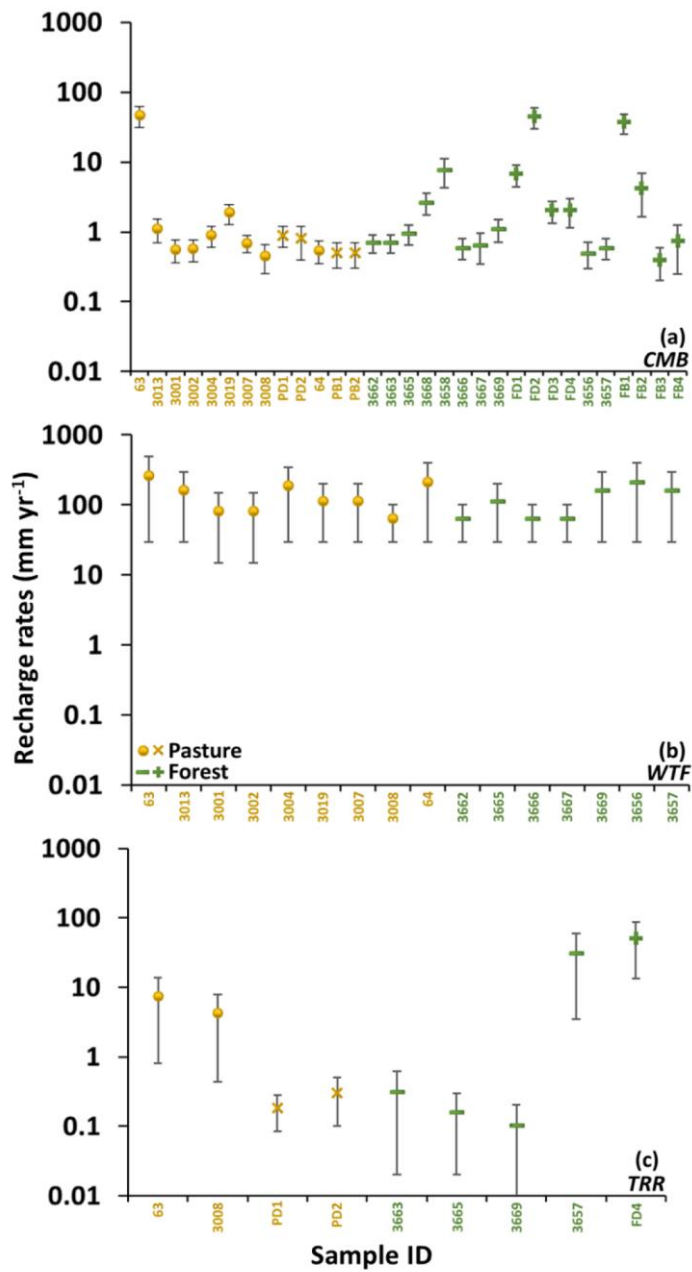 1000
100
10
1
0.1
0.01
(a)
CMB
63 3013 3001 3002 3004 3019 3007 3008 PD1 PD2 64 PB1 PB2 3662 3663 3665 3668 3658 3666 3667 3669 FD1 FD2 FD3 FD4 3656 3657 FB1 FB2 FB3 FB4
Recharge rates (mm yr⁻¹)
1000
100
10
1
0.1
0.01
Pasture
Forest
(b)
WTF
63 3013 3001 3002 3004 3019 3007 3008 64 3662 3665 3666 3667 3669 3656 3657
1000
100
10
1
0.1
0.01
(c)
TRR
63 3008 PD1 PD2 3663 3665 3669 3657 FD4
Sample ID